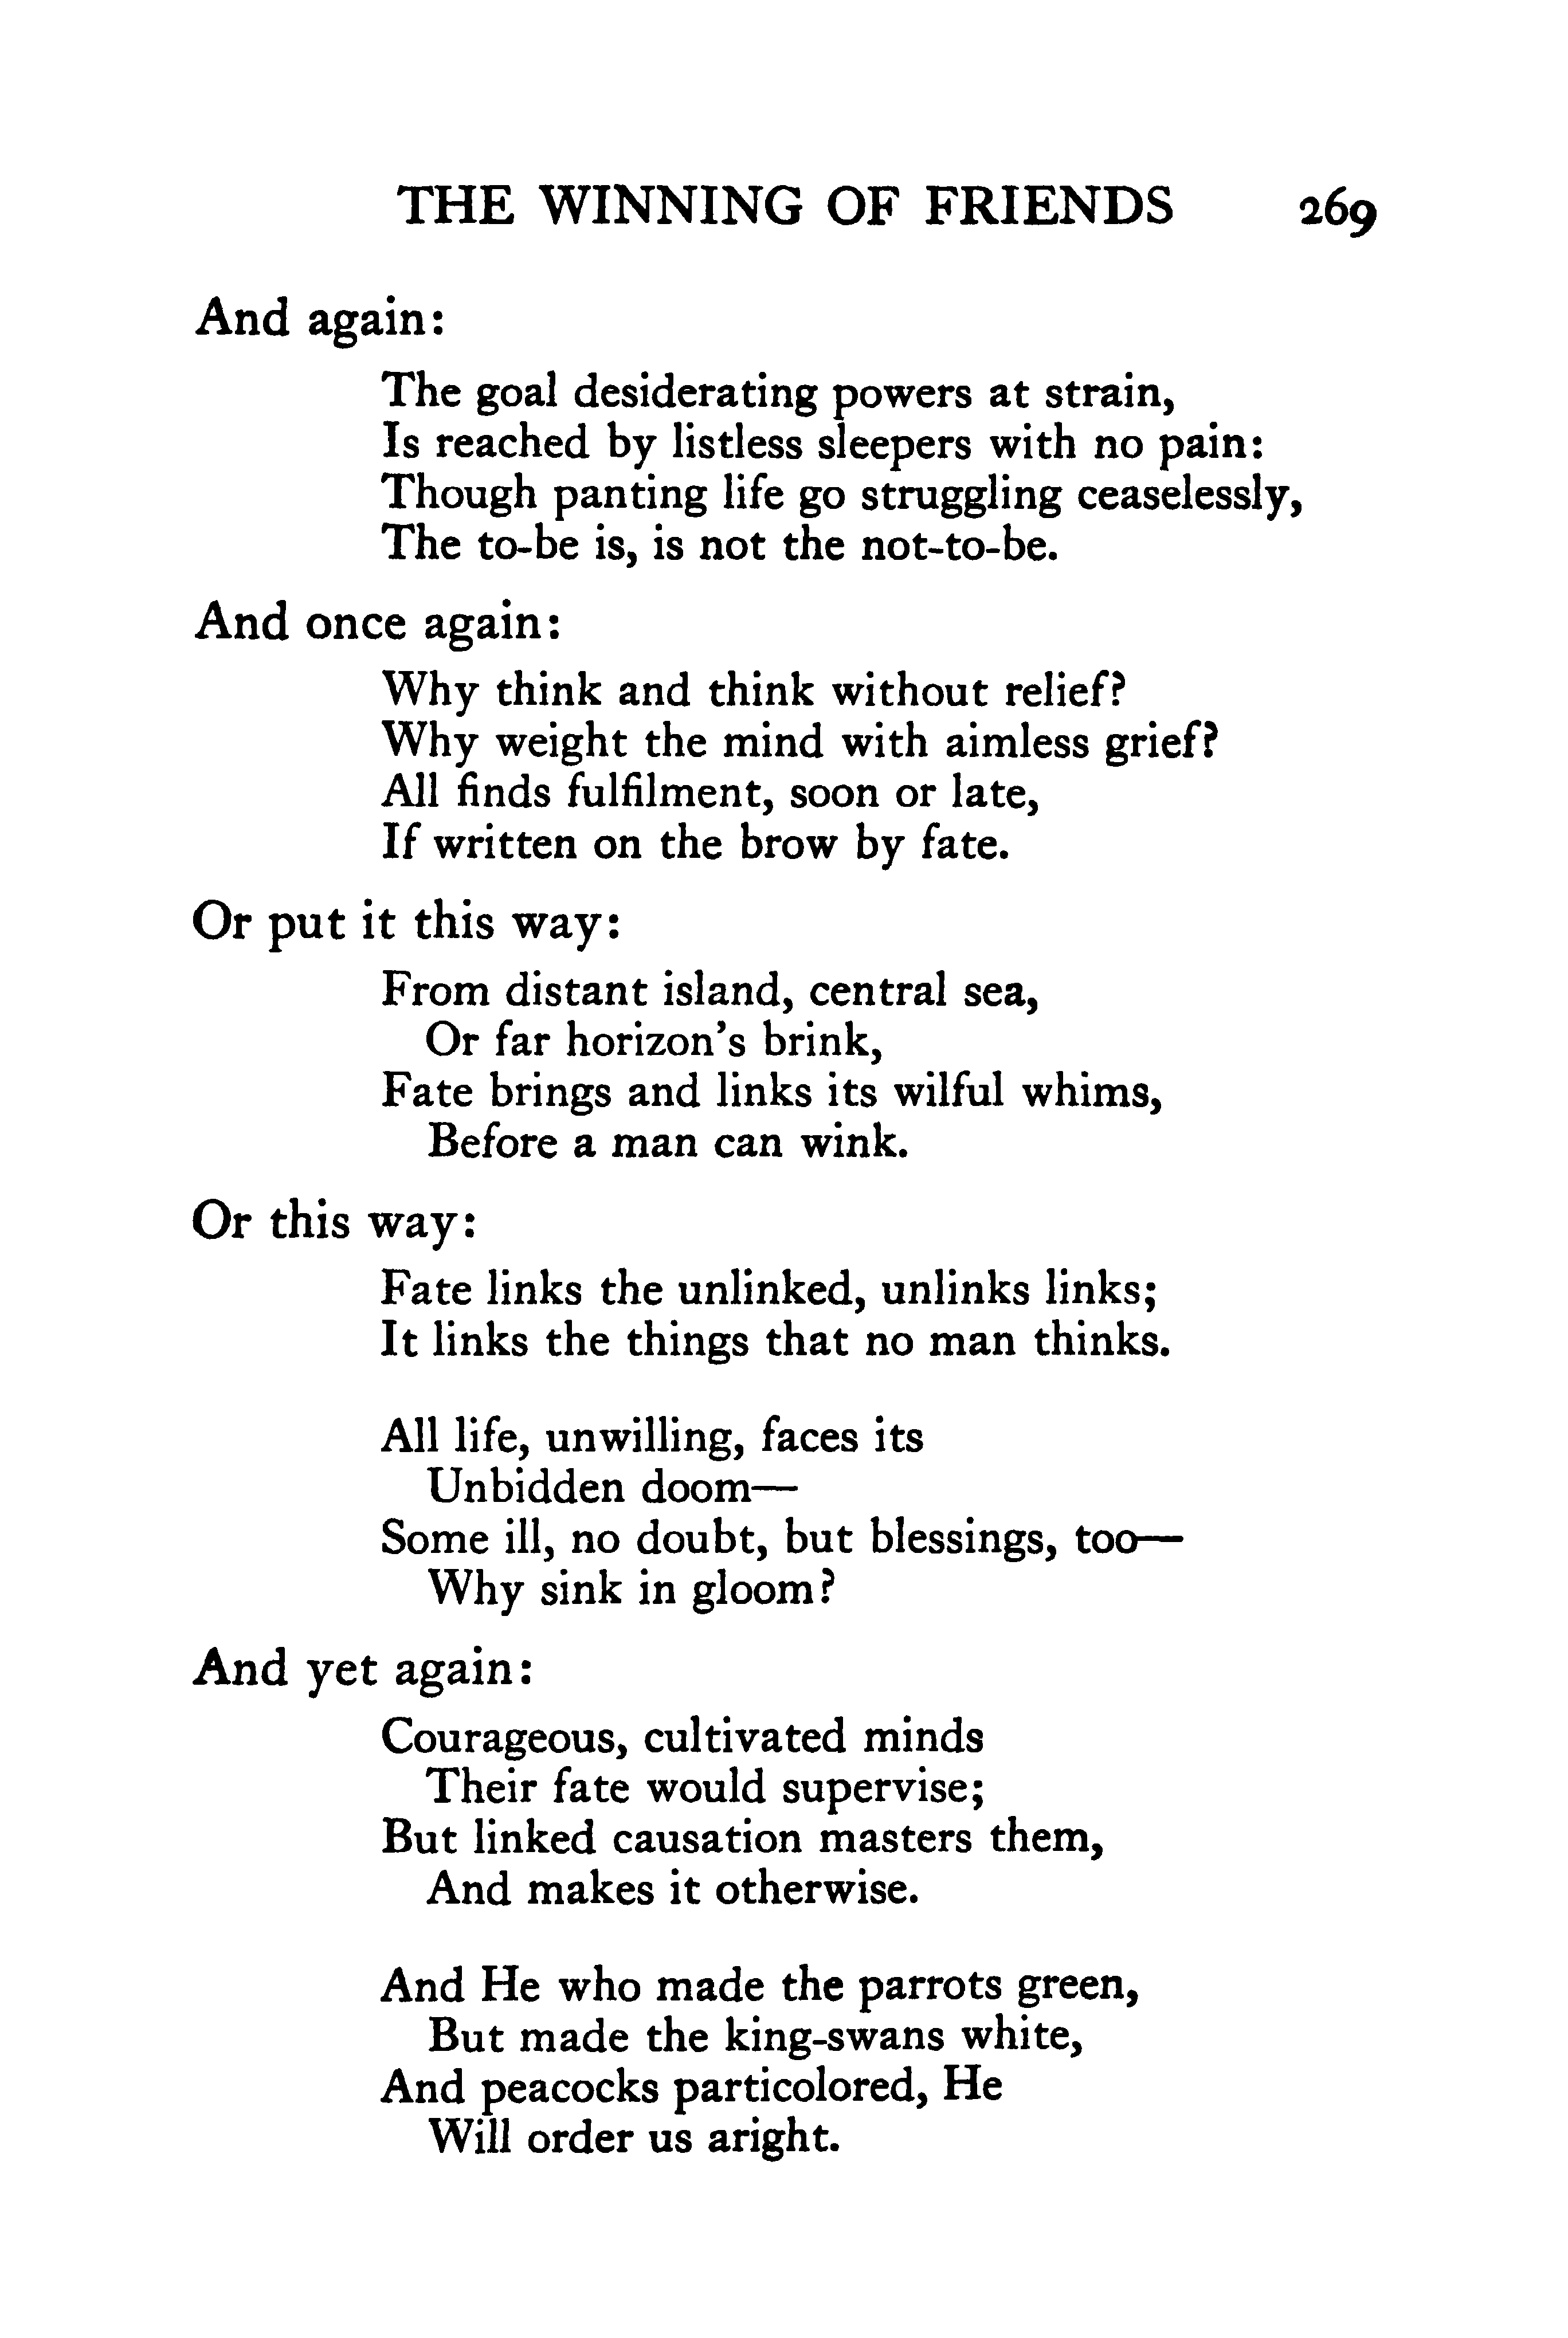 THE WINNING OF FRIENDS 269
And again:
The goal desiderating powers at strain,
Is reached by listless sleepers with no pain:
Though panting life go struggling ceaselessly,
The to-be is, is not the not-to-be.
And once again:
Why think and think without relief?
Why weight the mind with aimless grief?
All finds fulfilment, soon or late,
If written on the brow by fate.
Or put it this way:
From distant island, central sea,
Or far horizon's brink,
Fate brings and links its wilful whims,
Before a man can wink.
Or this way:
Fate links the unlinked, unlinks links;
It links the things that no man thinks.
All life, unwilling, faces its
Unbidden doom—
Some ill, no doubt, but blessings, too—
Why sink in gloom?
And yet again:
Courageous, cultivated minds
Their fate would supervise;
But linked causation masters them,
And makes it otherwise.
And He who made the parrots green,
But made the king-swans white,
And peacocks particolored, He
Will order us aright.